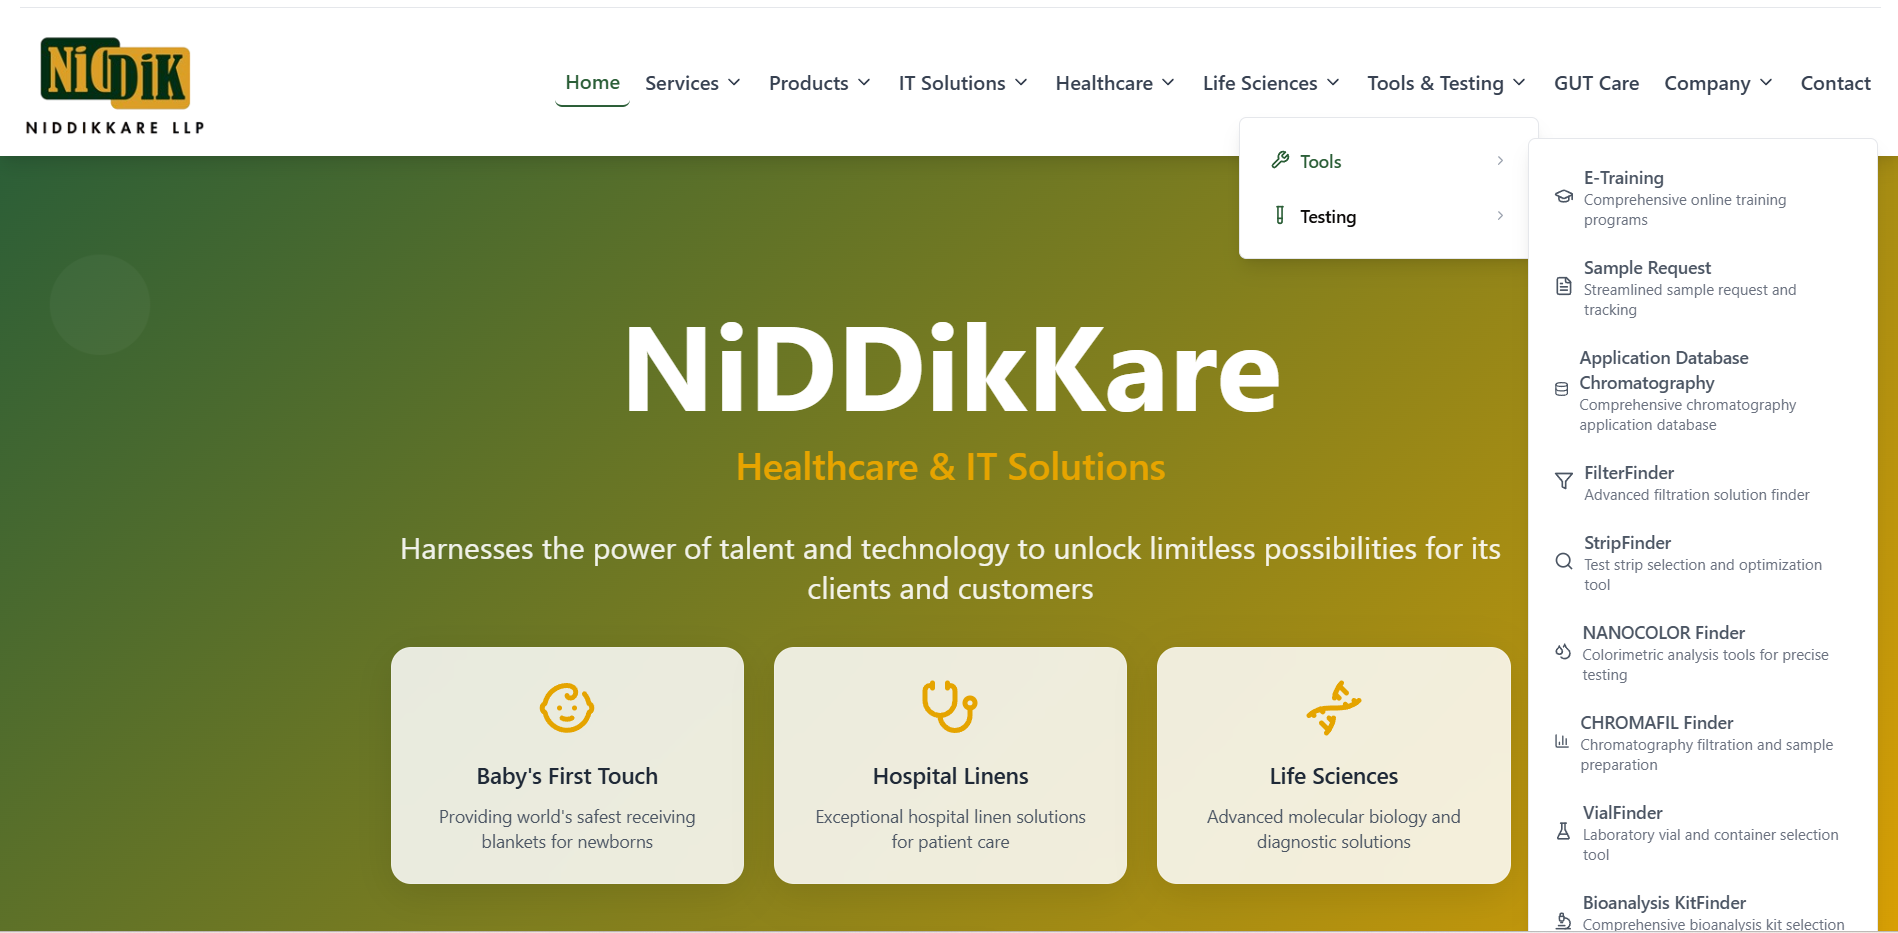 NiDDiK
NIDDIKKARE LLP
Home
Services
Products
IT Solutions
Healthcare
Life Sciences
Tools & Testing
GUT Care
Company
Contact
Tools
Testing
E-Training
Comprehensive online training
programs
Sample Request
Streamlined sample request and
tracking
Application Database
Chromatography
Comprehensive chromatography
application database
FilterFinder
Advanced filtration solution finder
StripFinder
Test strip selection and optimization
tool
NANOCOLOR Finder
Colorimetric analysis tools for precise
testing
CHROMAFIL Finder
Chromatography filtration and sample
preparation
VialFinder
Laboratory vial and container selection
tool
Bioanalysis KitFinder
Comprehensive bioanalysis kit selection
NiDDikKare
Healthcare & IT Solutions
Harnesses the power of talent and technology to unlock limitless possibilities for its
clients and customers
Baby's First Touch
Providing world's safest receiving
blankets for newborns
Hospital Linens
Exceptional hospital linen solutions
for patient care
Life Sciences
Advanced molecular biology and
diagnostic solutions